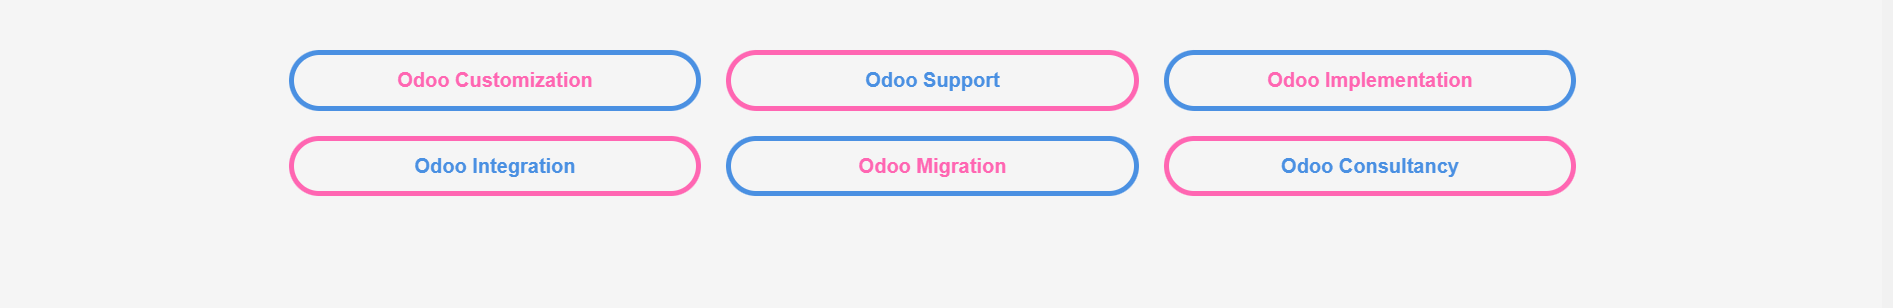 Odoo Customization
Odoo Support
Odoo Implementation
Odoo Integration
Odoo Migration
Odoo Consultancy